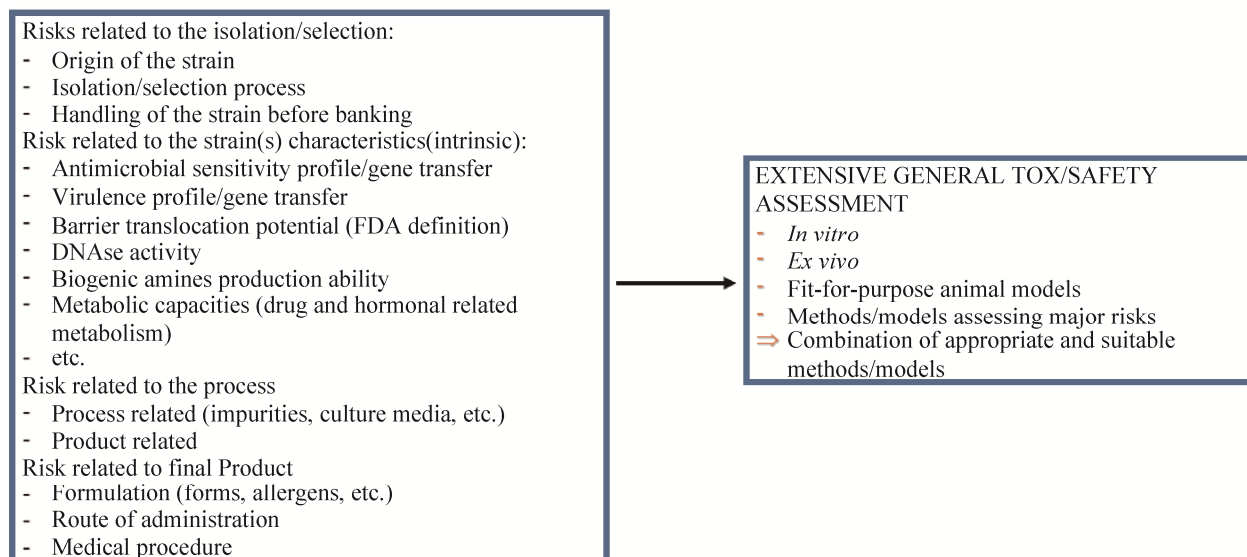 Risks related to the isolation/selection:
- Origin of the strain
- Isolation/selection process
- Handling of the strain before banking
Risk related to the strain(s) characteristics(intrinsic):
- Antimicrobial sensitivity profile/gene transfer
- Virulence profile/gene transfer
- Barrier translocation potential (FDA definition)
- DNAse activity
- Biogenic amines production ability
- Metabolic capacities (drug and hormonal related
metabolism)
- etc.
Risk related to the process
- Process related (impurities, culture media, etc.)
- Product related
Risk related to final Product
- Formulation (forms, allergens, etc.)
- Route of administration
- Medical procedure
EXTENSIVE GENERAL TOX/SAFETY
ASSESSMENT
- In vitro
- Ex vivo
- Fit-for-purpose animal models
- Methods/models assessing major risks
⇒ Combination of appropriate and suitable
methods/models